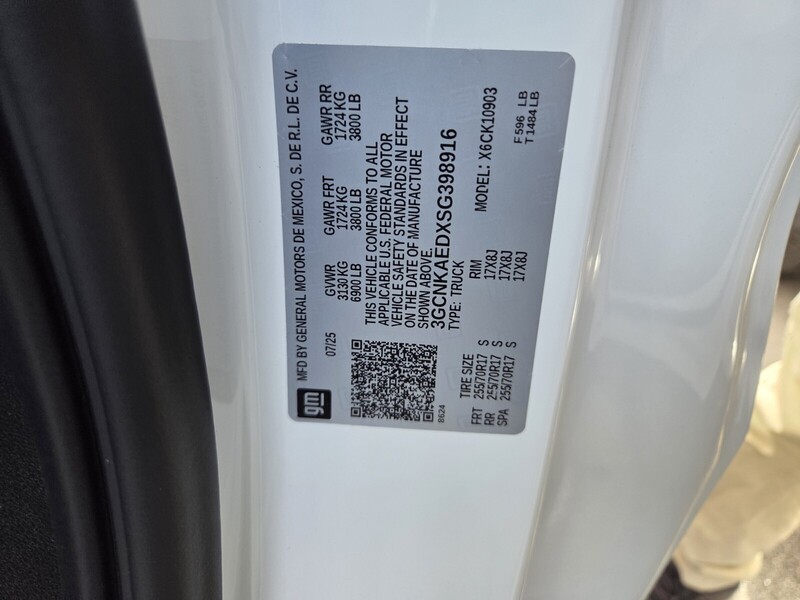 gm MFD BY GENERAL MOTORS DE MEXICO, S. DE R.L. DE C.V.
07/25 GVWR GAWR FRT GAWR RR
3130 KG 1724 KG 1724 KG
6900 LB 3800 LB 3800 LB
THIS VEHICLE CONFORMS TO ALL
APPLICABLE U.S. FEDERAL MOTOR
VEHICLE SAFETY STANDARDS IN EFFECT
ON THE DATE OF MANUFACTURE
SHOWN ABOVE.
3GCNKAEDXSG398916
8624 TYPE: TRUCK
TIRE SIZE RIM MODEL: X6CK10903
FRT 255/70R17 S 17X8J
RR 255/70R17 S 17X8J
SPA 255/70R17 S 17X8J
F 596 LB
T 1484 LB